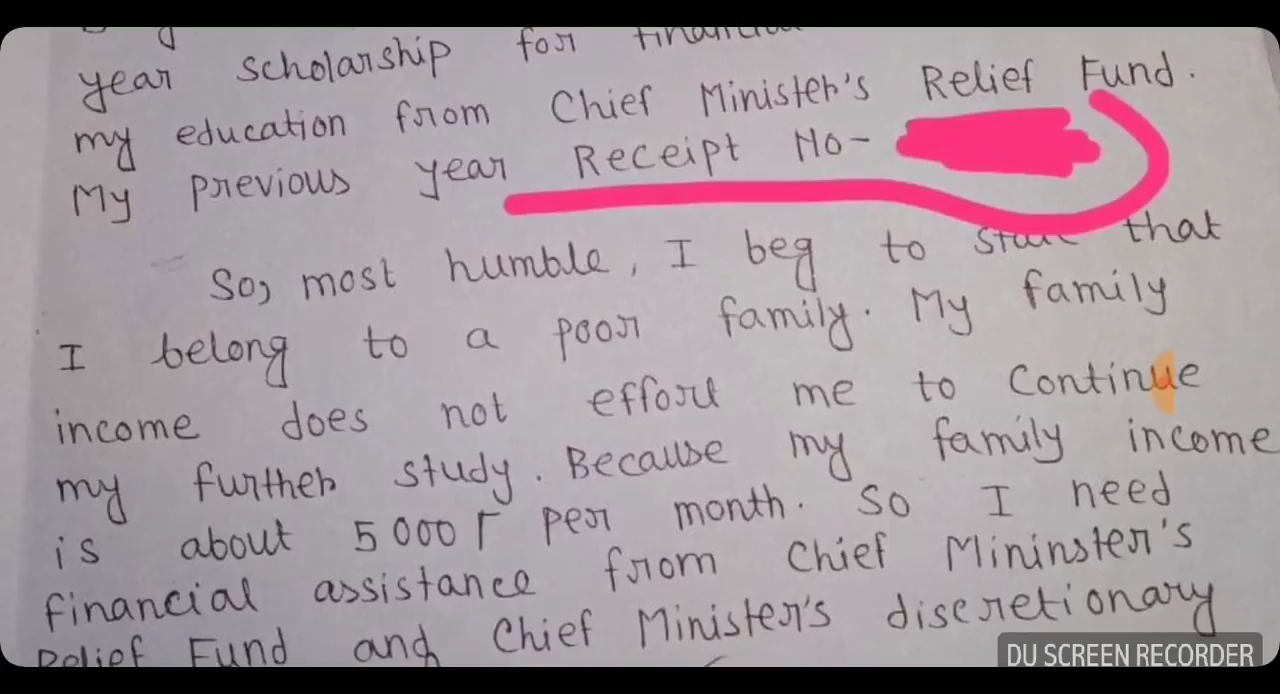 year scholarship for financial
my education from Chief Minister's Relief Fund.
My previous year Receipt No-
So, most humble, I beg to state that
I belong to a poor family. My family
income does not effort me to continue
my further study. Because my family income
is about 5000 per month. So I need
financial assistance from Chief Mininster's
Relief Fund and Chief Minister's discretionary
DU SCREEN RECORDER